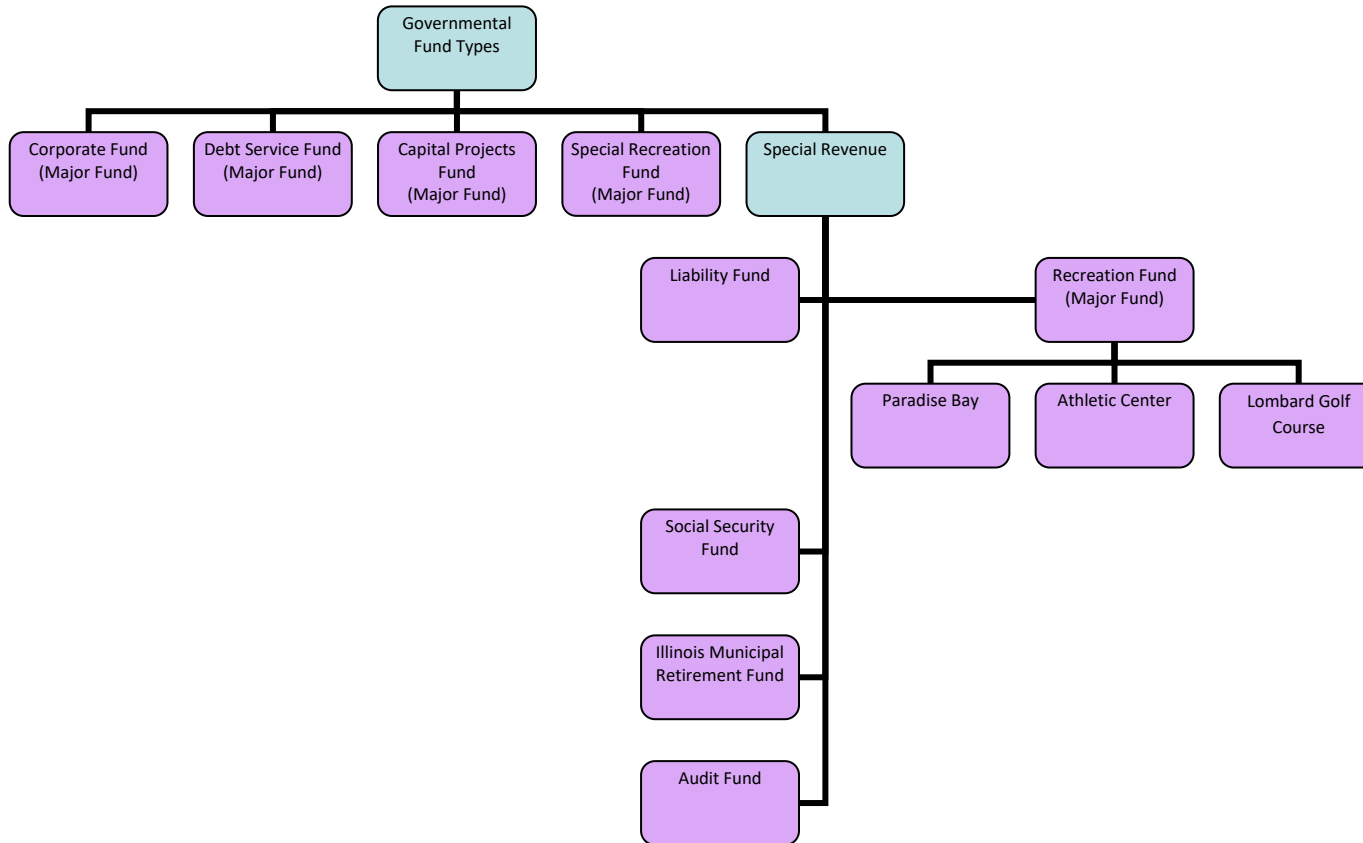 Governmental
Fund Types
Corporate Fund
(Major Fund)
Debt Service Fund
(Major Fund)
Capital Projects
Fund
(Major Fund)
Special Recreation
Fund
(Major Fund)
Special Revenue
Liability Fund
Recreation Fund
(Major Fund)
Paradise Bay
Athletic Center
Lombard Golf
Course
Social Security
Fund
Illinois Municipal
Retirement Fund
Audit Fund